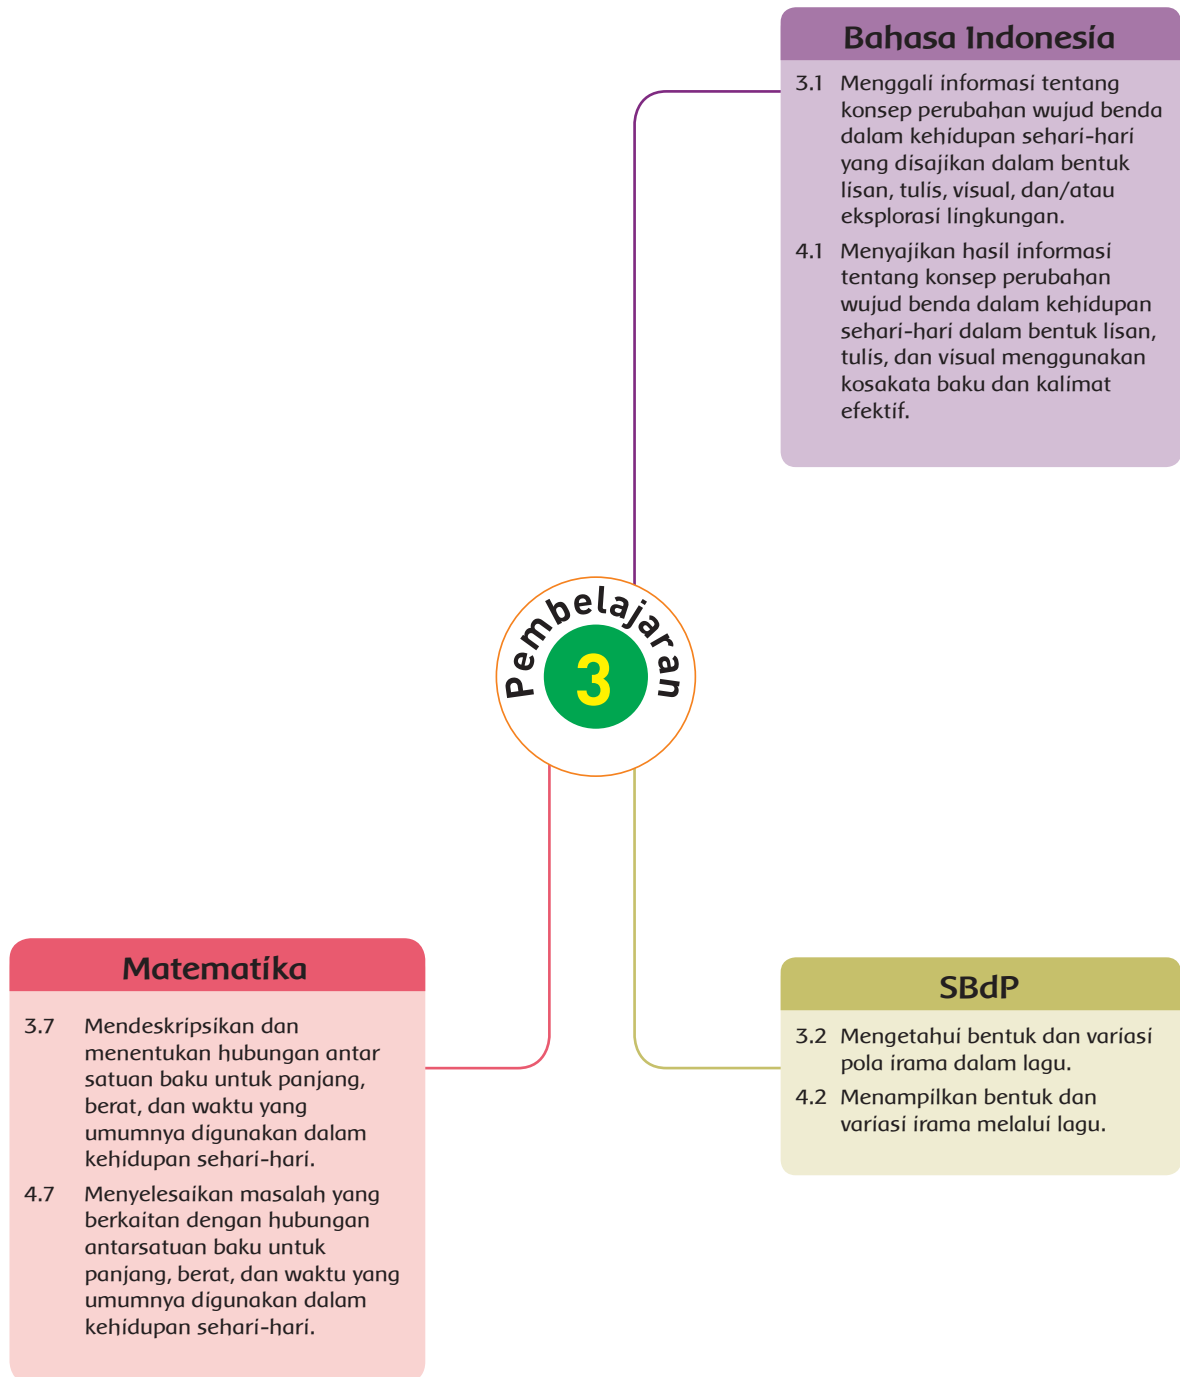 Bahasa Indonesia
3.1 Menggali informasi tentang
konsep perubahan wujud benda
dalam kehidupan sehari-hari
yang disajikan dalam bentuk
lisan, tulis, visual, dan/atau
eksplorasi lingkungan.
4.1 Menyajikan hasil informasi
tentang konsep perubahan
wujud benda dalam kehidupan
sehari-hari dalam bentuk lisan,
tulis, dan visual menggunakan
kosakata baku dan kalimat
efektif.
Pembelajaran
3
Matematika
3.7 Mendeskripsikan dan
menentukan hubungan antar
satuan baku untuk panjang,
berat, dan waktu yang
umumnya digunakan dalam
kehidupan sehari-hari.
4.7 Menyelesaikan masalah yang
berkaitan dengan hubungan
antarsatuan baku untuk
panjang, berat, dan waktu yang
umumnya digunakan dalam
kehidupan sehari-hari.
SBdP
3.2 Mengetahui bentuk dan variasi
pola irama dalam lagu.
4.2 Menampilkan bentuk dan
variasi irama melalui lagu.